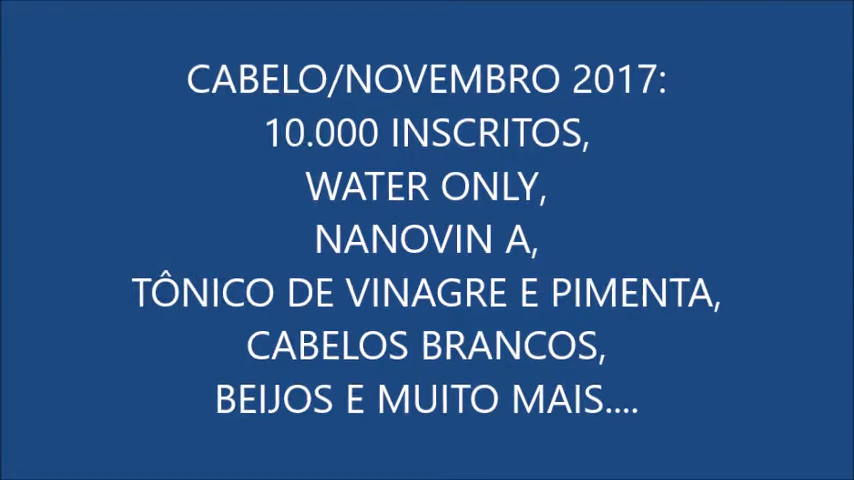 CABELO/NOVEMBRO 2017:
10.000 INSCRITOS,
WATER ONLY,
NANOVIN A,
TÔNICO DE VINAGRE E PIMENTA,
CABELOS BRANCOS,
BEIJOS E MUITO MAIS....